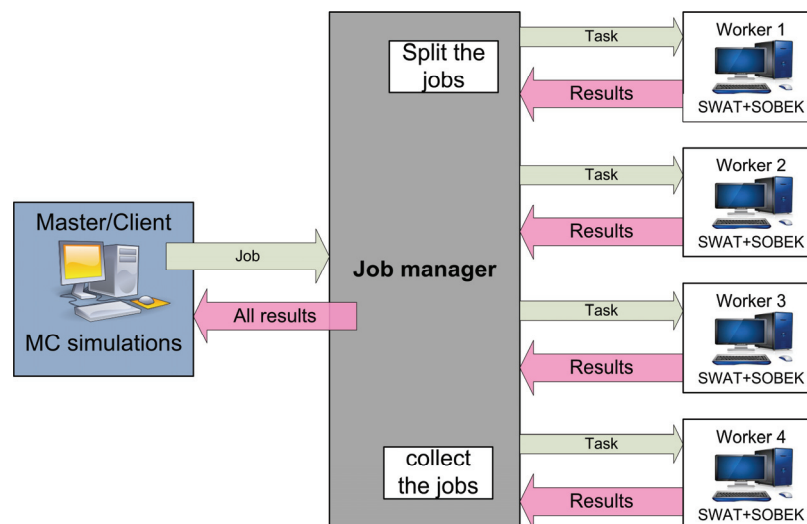 Master/Client
MC simulations
Job
All results
Split the
jobs
Job manager
collect
the jobs
Task
Results
Worker 1
SWAT+SOBEK
Task
Results
Worker 2
SWAT+SOBEK
Task
Results
Worker 3
SWAT+SOBEK
Task
Results
Worker 4
SWAT+SOBEK